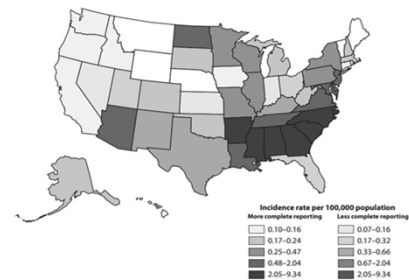 Incidence rate per 100,000 population
More complete reporting Less complete reporting
0.10–0.16 0.07–0.16
0.17–0.24 0.17–0.32
0.25–0.47 0.33–0.66
0.48–2.04 0.67–2.04
2.05–9.34 2.05–9.34